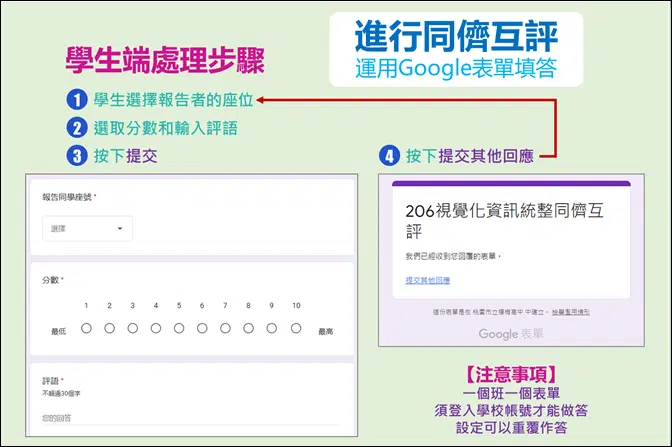 進行同儕互評
運用Google表單填答
學生端處理步驟
1 學生選擇報告者的座位
2 選取分數和輸入評語
3 按下提交
4 按下提交其他回應
報告同學座號 *
選擇
分數 *
1 2 3 4 5 6 7 8 9 10
最低 最高
評語 *
不超過30個字
您的回答
206視覺化資訊統整同儕互
評
我們已經收到您回覆的表單。
提交其他回應
這份表單是在 桃園市立楊梅高中 中建立。 檢舉濫用情形
Google 表單
【注意事項】
一個班一個表單
須登入學校帳號才能做答
設定可以重覆作答